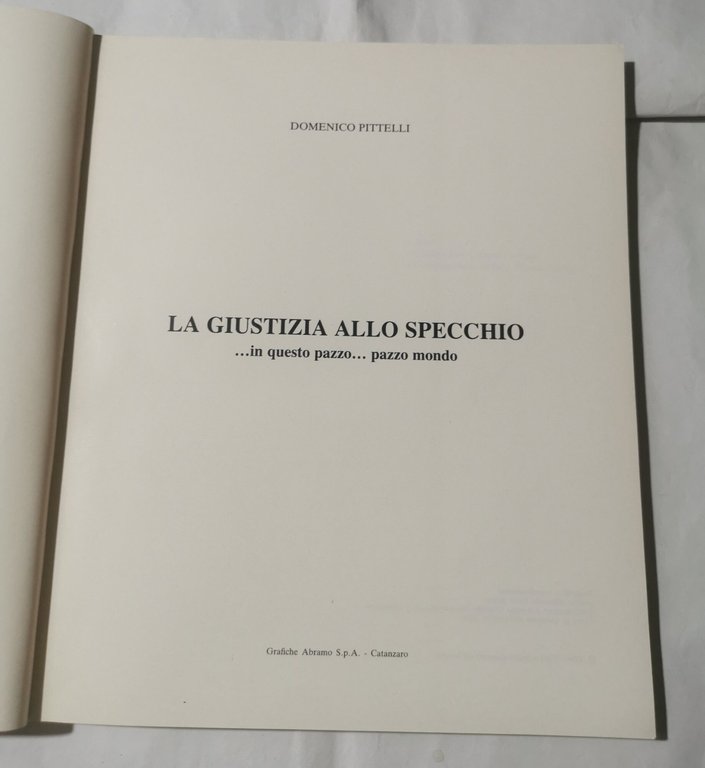 DOMENICO PITTELLI
LA GIUSTIZIA ALLO SPECCHIO
...in questo pazzo... pazzo mondo
Grafiche Abramo S.p.A. - Catanzaro